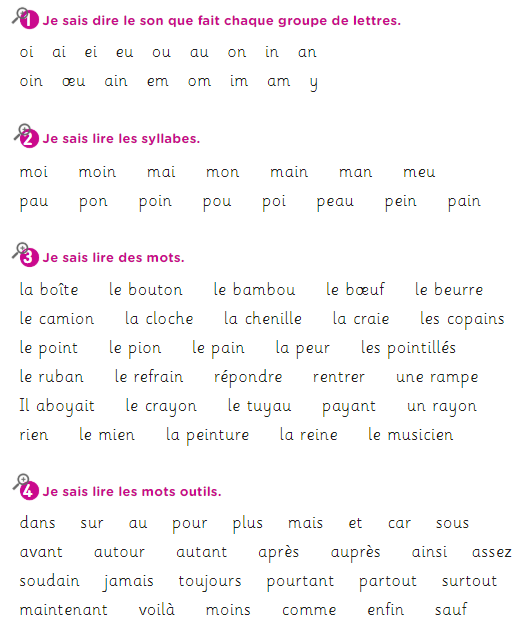 1 Je sais dire le son que fait chaque groupe de lettres.
oi ai ei eu ou au on in an
oin œu ain em om im am y
2 Je sais lire les syllabes.
moi moin mai mon main man meu
pau pon poin pou poi peau pein pain
3 Je sais lire des mots.
la boîte le bouton le bambou le bœuf le beurre
le camion la cloche la chenille la craie les copains
le point le pion le pain la peur les pointillés
le ruban le refrain répondre rentrer une rampe
Il aboyait le crayon le tuyau payant un rayon
rien le mien la peinture la reine le musicien
4 Je sais lire les mots outils.
dans sur au pour plus mais et car sous
avant autour autant après auprès ainsi assez
soudain jamais toujours pourtant partout surtout
maintenant voilà moins comme enfin sauf